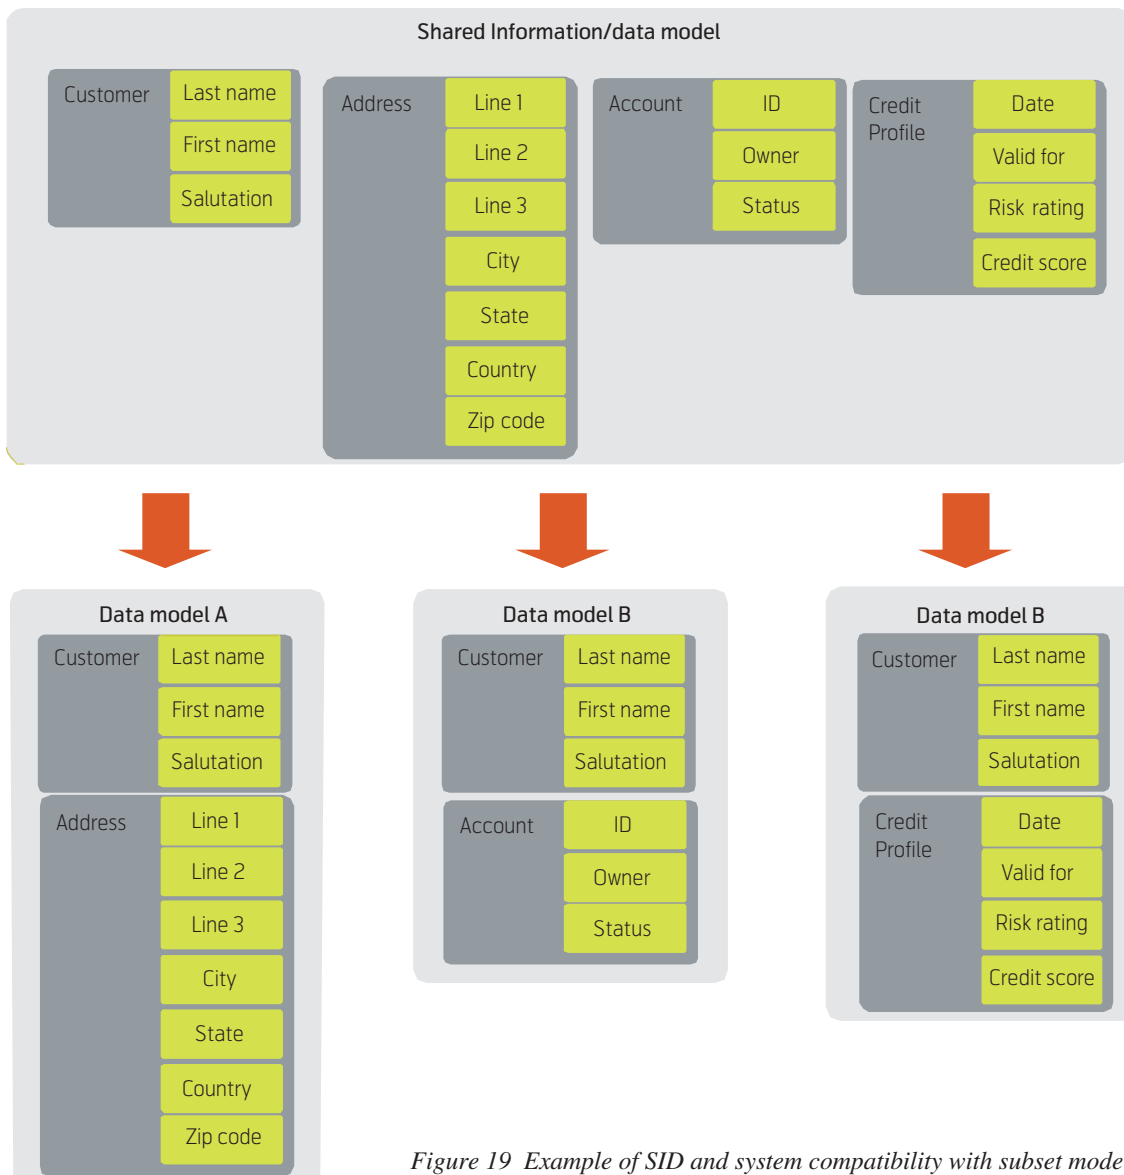 Shared Information/data model
Customer
Last name
First name
Salutation
Address
Line 1
Line 2
Line 3
City
State
Country
Zip code
Account
ID
Owner
Status
Credit
Profile
Date
Valid for
Risk rating
Credit score
Data model A
Customer
Last name
First name
Salutation
Address
Line 1
Line 2
Line 3
City
State
Country
Zip code
Data model B
Customer
Last name
First name
Salutation
Account
ID
Owner
Status
Data model B
Customer
Last name
First name
Salutation
Credit
Profile
Date
Valid for
Risk rating
Credit score
Figure 19 Example of SID and system compatibility with subset mode